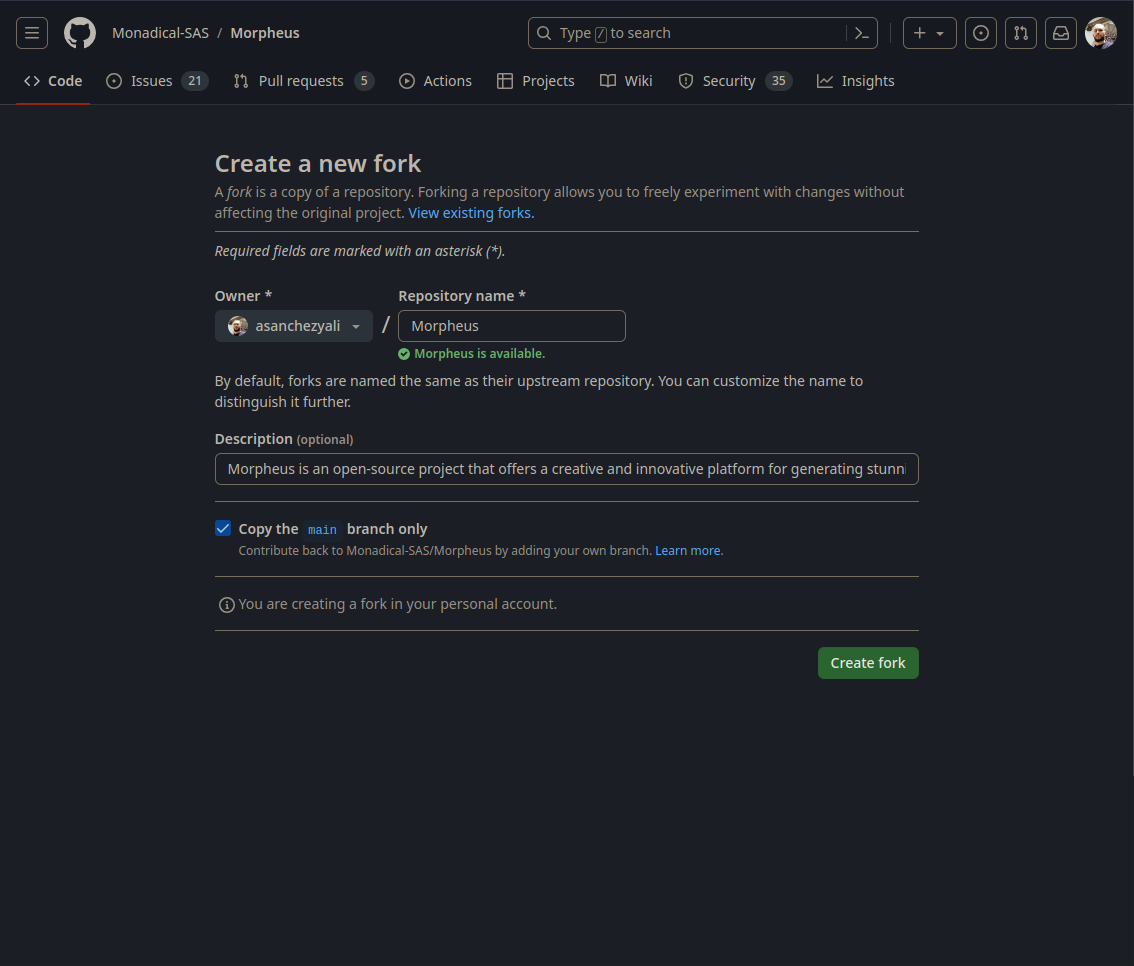 Monadical-SAS / Morpheus
Type / to search
Code
Issues 21
Pull requests 5
Actions
Projects
Wiki
Security 35
Insights
Create a new fork
A fork is a copy of a repository. Forking a repository allows you to freely experiment with changes without
affecting the original project. View existing forks.
Required fields are marked with an asterisk (*).
Owner *
asanchezyali
/
Repository name *
Morpheus
Morpheus is available.
By default, forks are named the same as their upstream repository. You can customize the name to
distinguish it further.
Description (optional)
Morpheus is an open-source project that offers a creative and innovative platform for generating stunni
Copy the main branch only
Contribute back to Monadical-SAS/Morpheus by adding your own branch. Learn more.
You are creating a fork in your personal account.
Create fork